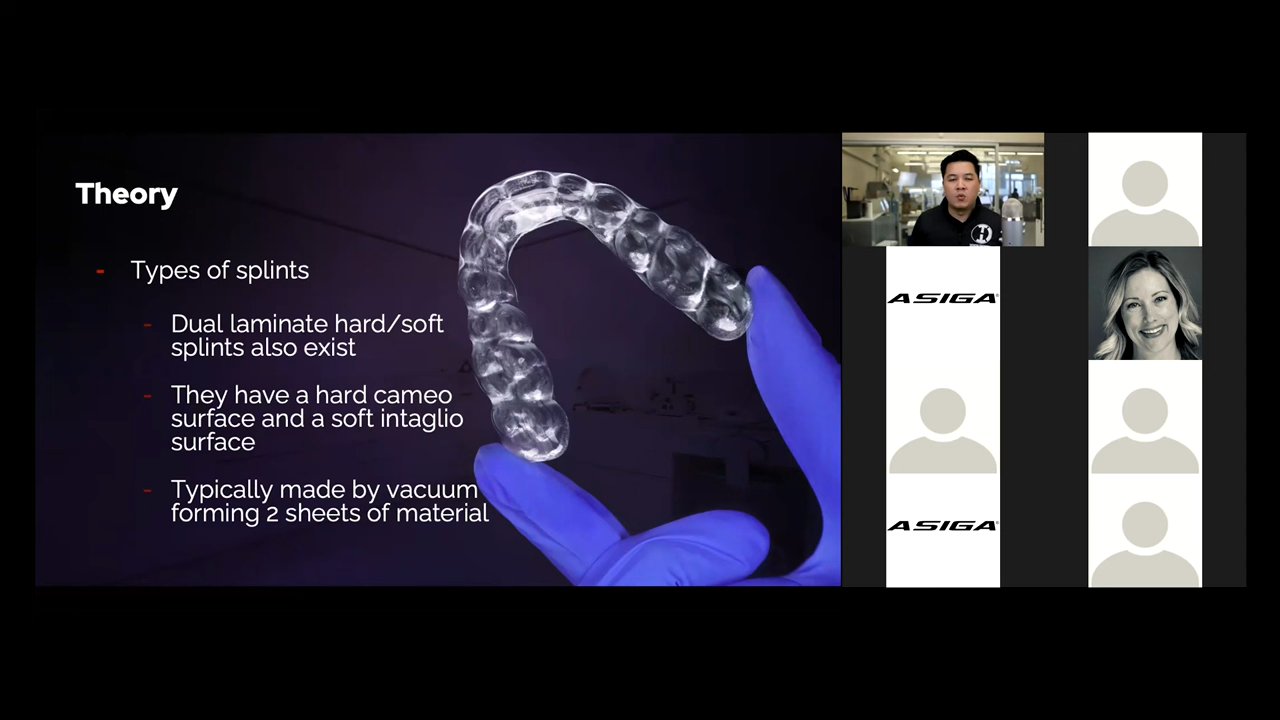 Theory
- Types of splints
- Dual laminate hard/soft
splints also exist
- They have a hard cameo
surface and a soft intaglio
surface
- Typically made by vacuum
forming 2 sheets of material
ASIGA®
ASIGA®